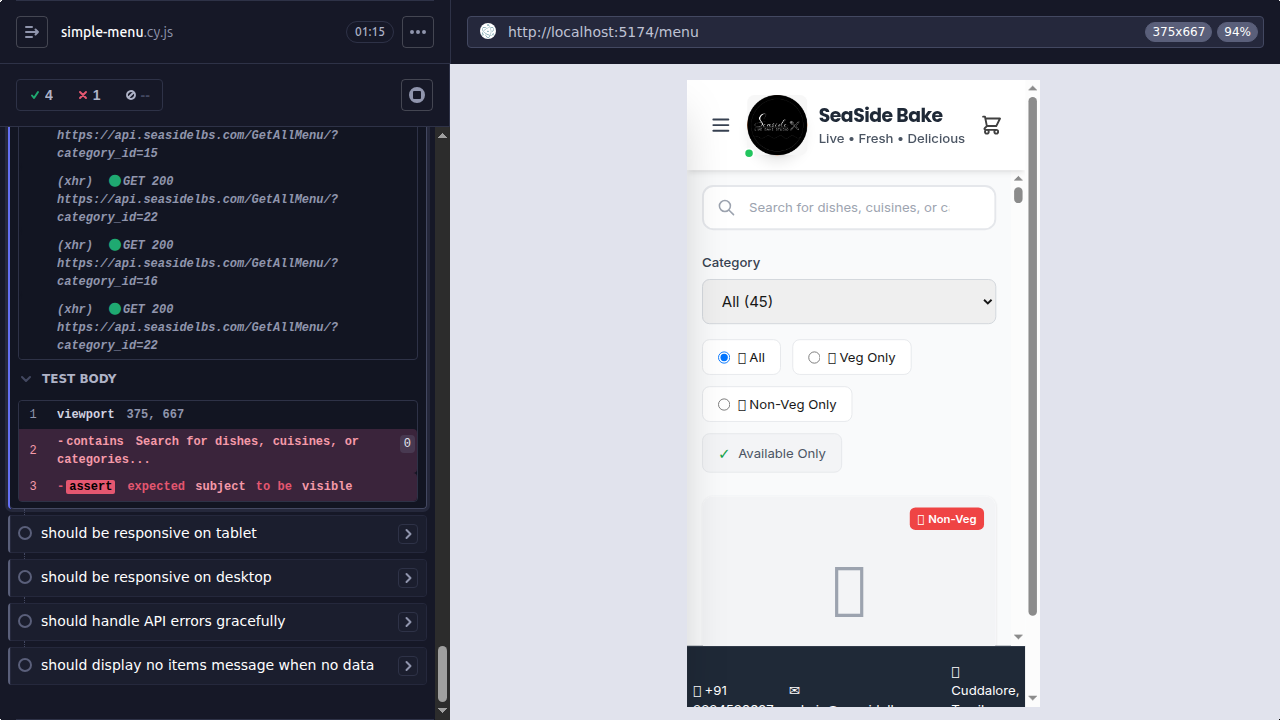 simple-menu.cy.js
01:15
4
1
--
https://api.seasidelbs.com/GetAllMenu/?
category_id=15
(xhr) GET 200
https://api.seasidelbs.com/GetAllMenu/?
category_id=22
(xhr) GET 200
https://api.seasidelbs.com/GetAllMenu/?
category_id=16
(xhr) GET 200
https://api.seasidelbs.com/GetAllMenu/?
category_id=22
TEST BODY
1 viewport 375, 667
2 -contains Search for dishes, cuisines, or
categories...
0
3 -assert expected subject to be visible
should be responsive on tablet
should be responsive on desktop
should handle API errors gracefully
should display no items message when no data
http://localhost:5174/menu
375x667
94%
Seaside
SeaSide Bake
Live • Fresh • Delicious
Search for dishes, cuisines, or c
Category
All (45)
All
Veg Only
Non-Veg Only
✓ Available Only
Non-Veg
+91
Cuddalore,